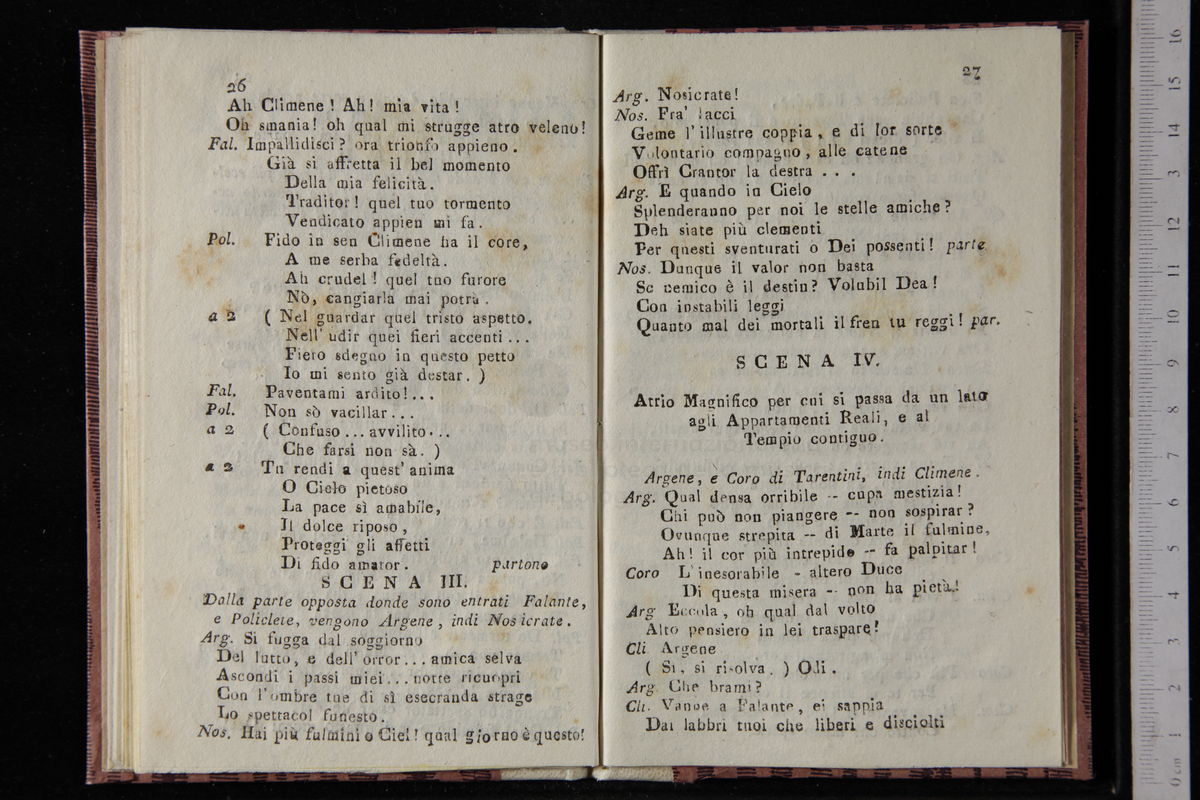 26
Ah Climene! Ah! mia vita!
Oh smania! oh qual mi strugge atro veleno!
Fal. Impallidisci? ora trionfo appieno.
Già si affretta il bel momento
Della mia felicità.
Traditor! quel tuo tormento
Vendicato appien mi fa.
Pol. Fido in sen Climene ha il core,
A me serba fedeltà.
Ah crudel! quel tuo furore
Nò, cangiarla mai potrà.
a 2 ( Nel guardar quel tristo aspetto.
Nell' udir quei fieri accenti...
Fiero sdegno in questo petto
Io mi sento già destar. )
Fal. Paventami ardito!...
Pol. Non sò vacillar...
a 2 ( Confuso... avvilito...
Che farsi non sà. )
a 2 Tu rendi a quest' anima
O Cielo pietoso
La pace sì amabile,
Il dolce riposo,
Proteggi gli affetti
Di fido amator. partono
SCENA III.
Dalla parte opposta donde sono entrati Falante,
e Policlete, vengono Argene, indi Nosicrate.
Arg. Si fugga dal soggiorno
Del lutto, e dell' orror... amica selva
Ascondi i passi miei... notte ricuopri
Con l'ombre tue di sì esecranda strage
Lo spettacol funesto.
Nos. Hai più fulmini o Ciel! qual giorno è questo!
27
Arg. Nosicrate!
Nos. Fra' lacci
Geme l'illustre coppia, e di lor sorte
Volontario compagno, alle catene
Offrì Crantor la destra...
Arg. E quando in Cielo
Splenderanno per noi le stelle amiche?
Deh siate più clementi
Per questi sventurati o Dei possenti! parte
Nos. Dunque il valor non basta
Se nemico è il destin? Volubil Dea!
Con instabili leggi
Quanto mal dei mortali il fren tu reggi! par.
SCENA IV.
Atrio Magnifico per cui si passa da un lato
agli Appartamenti Reali, e al
Tempio contiguo.
Argene, e Coro di Tarentini, indi Climene.
Arg. Qual densa orribile -- cupa mestizia!
Chi può non piangere -- non sospirar?
Ovunque strepita -- di Marte il fulmine,
Ah! il cor più intrepido -- fa palpitar!
Coro L'inesorabile - altero Duce
Di questa misera -- non ha pietà!
Arg Eccola, oh qual dal volto
Alto pensiero in lei traspare!
Cli Argene
( Si, si risolva. ) Odi.
Arg. Che brami?
Cli. Vanne a Falante, ei sappia
Dai labbri tuoi che liberi e disciolti